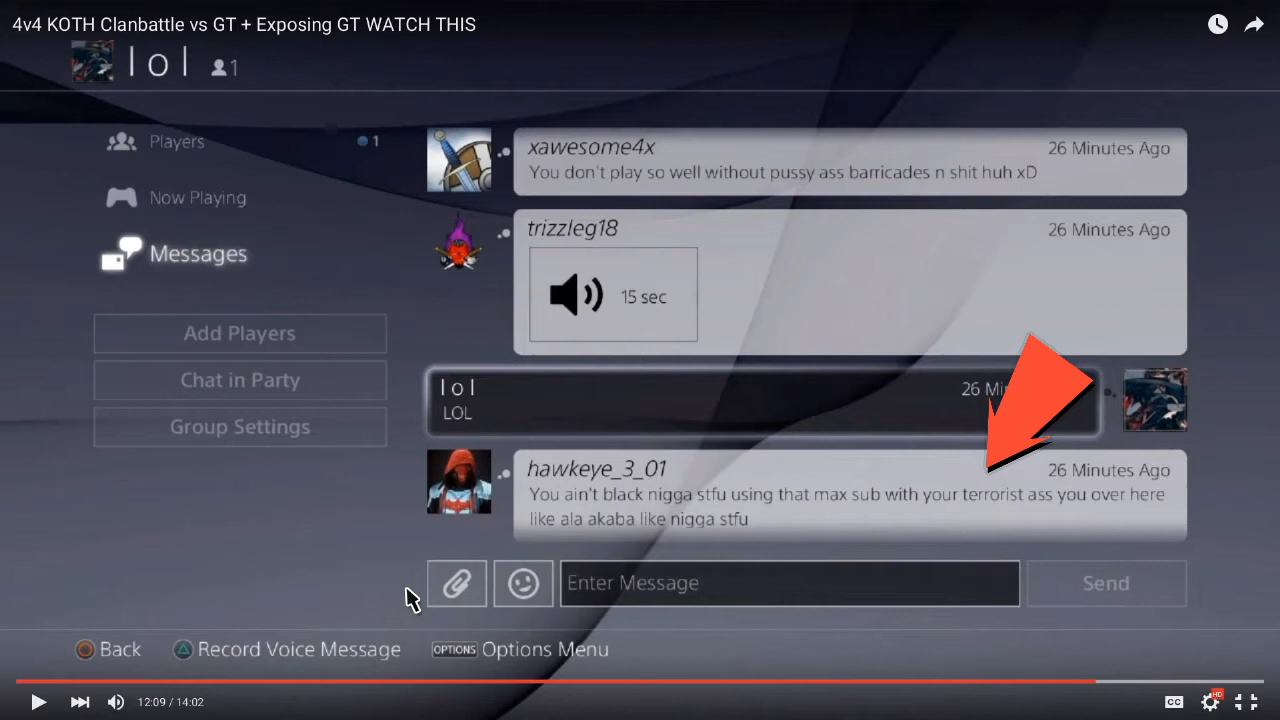 4v4 KOTH Clanbattle vs GT + Exposing GT WATCH THIS
lol 1
Players 1
Now Playing
Messages
Add Players
Chat in Party
Group Settings
xawesome4x 26 Minutes Ago
You don't play so well without pussy ass barricades n shit huh xD
trizzleg18 26 Minutes Ago
15 sec
lol 26 Mi
LOL
hawkeye_3_01 26 Minutes Ago
You ain't black nigga stfu using that max sub with your terrorist ass you over here
like ala akaba like nigga stfu
Enter Message Send
Back Record Voice Message OPTIONS Options Menu
12:09 / 14:02 CC HD